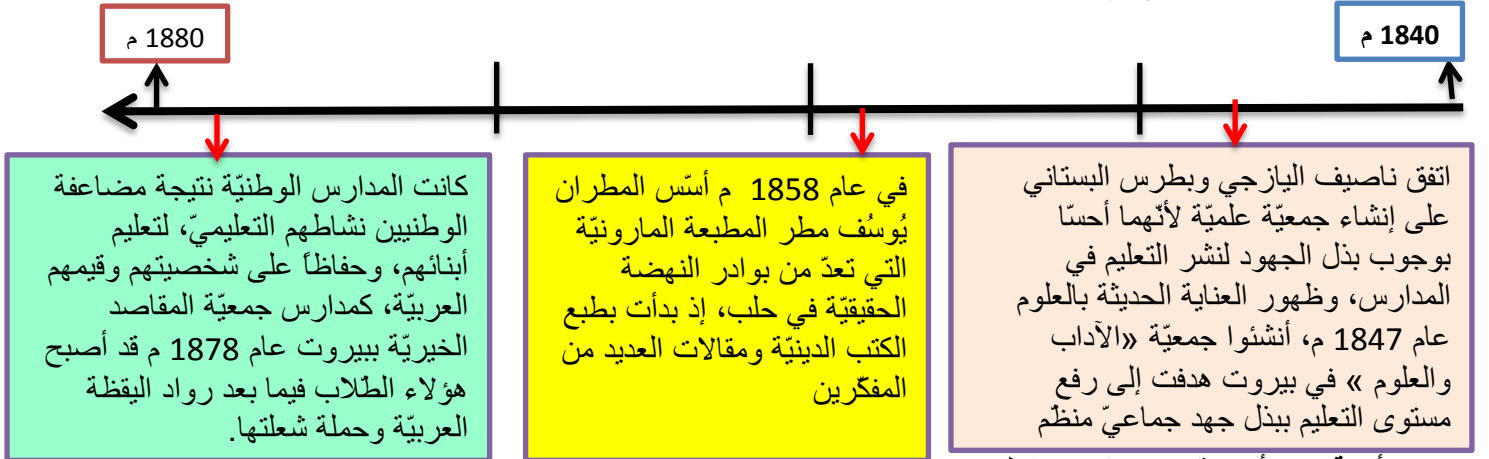 1840 م
1880 م
اتفق ناصيف اليازجي وبطرس البستاني
على إنشاء جمعيّة علميّة لأنّهما أحسّا
بوجوب بذل الجهود لنشر التعليم في
المدارس، وظهور العناية الحديثة بالعلوم
عام 1847 م، أنشئوا جمعيّة «الآداب
والعلوم » في بيروت هدفت إلى رفع
مستوى التعليم ببذل جهد جماعيّ منظّم
في عام 1858 م أسّس المطران
يُوسُف مطر المطبعة المارونيّة
التي تعدّ من بوادر النهضة
الحقيقيّة في حلب، إذ بدأت بطبع
الكتب الدينيّة ومقالات العديد من
المفكّرين
كانت المدارس الوطنيّة نتيجة مضاعفة
الوطنيين نشاطهم التعليميّ، لتعليم
أبنائهم، وحفاظاً على شخصيتهم وقيمهم
العربيّة، كمدارس جمعيّة المقاصد
الخيريّة ببيروت عام 1878 م قد أصبح
هؤلاء الطّلاب فيما بعد رواد اليقظة
العربيّة وحملة شعلتها.